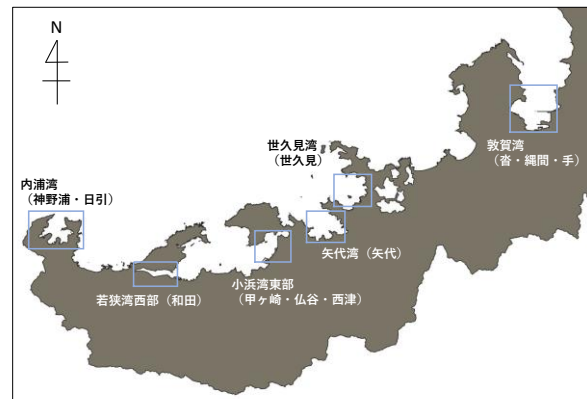 N
敦賀湾
（沓・縄間・手）
世久見湾
（世久見）
内浦湾
（神野浦・日引）
矢代湾（矢代）
小浜湾東部
（甲ヶ崎・仏谷・西津）
若狭湾西部（和田）